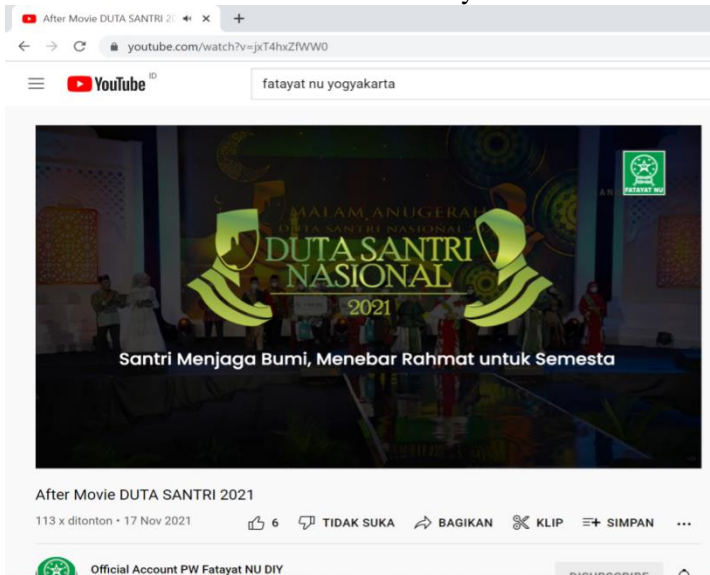 After Movie DUTA SANTRI 20
youtube.com/watch?v=jxT4hxZfWW0
YouTube ID
fatayat nu yogyakarta
FATAYAT NU
MALAM ANUGERAH
DUTA SANTRI NASIONAL
DUTA SANTRI
NASIONAL
2021
Santri Menjaga Bumi, Menebar Rahmat untuk Semesta
After Movie DUTA SANTRI 2021
113 x ditonton • 17 Nov 2021 6 TIDAK SUKA BAGIKAN KLIP SIMPAN ...
Official Account PW Fatayat NU DIY
DISUBSCRIBE